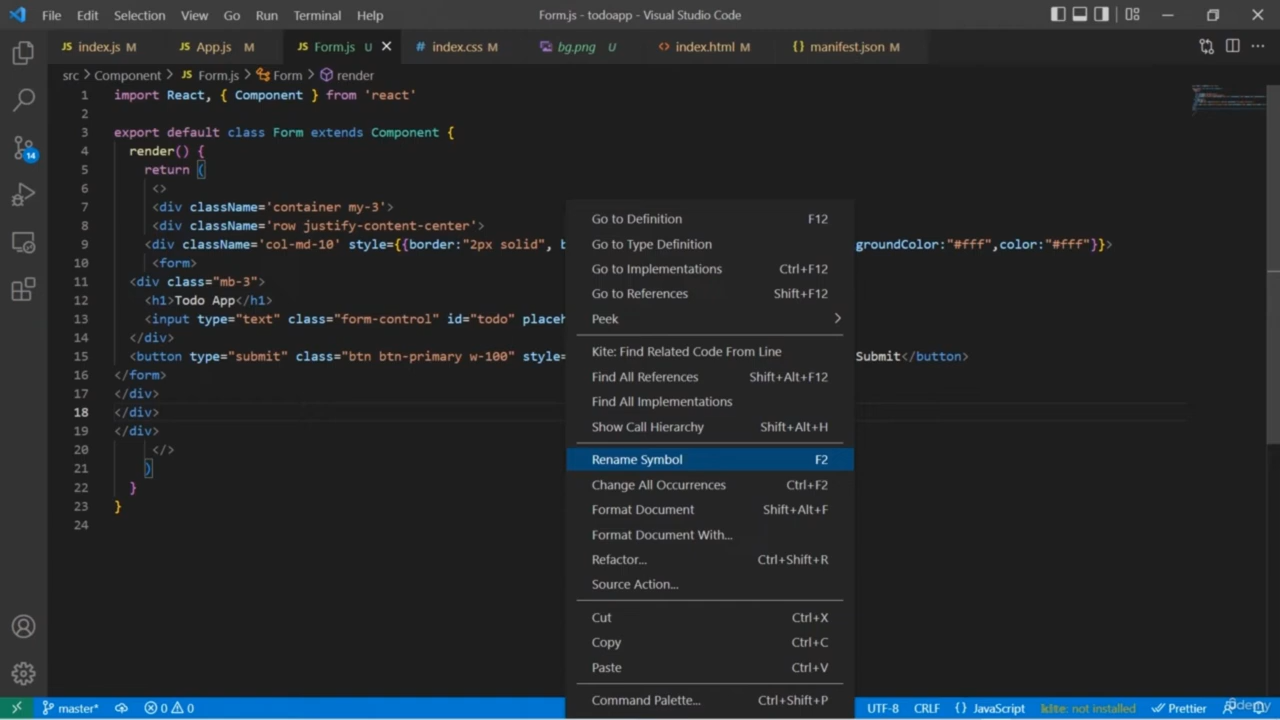 File Edit Selection View Go Run Terminal Help Form.js - todoapp - Visual Studio Code
JS index.js M JS App.js M JS Form.js U # index.css M bg.png U <> index.html M {} manifest.json M
src > Component > JS Form.js > Form > render
1 import React, { Component } from 'react'
2
3 export default class Form extends Component {
4 render() {
5 return (
6 <>
7 <div className='container my-3'>
8 <div className='row justify-content-center'>
9 <div className='col-md-10' style={{border:"2px solid", b groundColor:"#fff",color:"#fff"}}>
10 <form>
11 <div class="mb-3">
12 <h1>Todo App</h1>
13 <input type="text" class="form-control" id="todo" placeh
14 </div>
15 <button type="submit" class="btn btn-primary w-100" style= Submit</button>
16 </form>
17 </div>
18 </div>
19 </div>
20 </>
21 )
22 }
23 }
24
Go to Definition F12
Go to Type Definition
Go to Implementations Ctrl+F12
Go to References Shift+F12
Peek >
Kite: Find Related Code From Line
Find All References Shift+Alt+F12
Find All Implementations
Show Call Hierarchy Shift+Alt+H
Rename Symbol F2
Change All Occurrences Ctrl+F2
Format Document Shift+Alt+F
Format Document With...
Refactor... Ctrl+Shift+R
Source Action...
Cut Ctrl+X
Copy Ctrl+C
Paste Ctrl+V
Command Palette... Ctrl+Shift+P
14
master* 0 0 UTF-8 CRLF {} JavaScript kite: not installed Prettier
Udemy